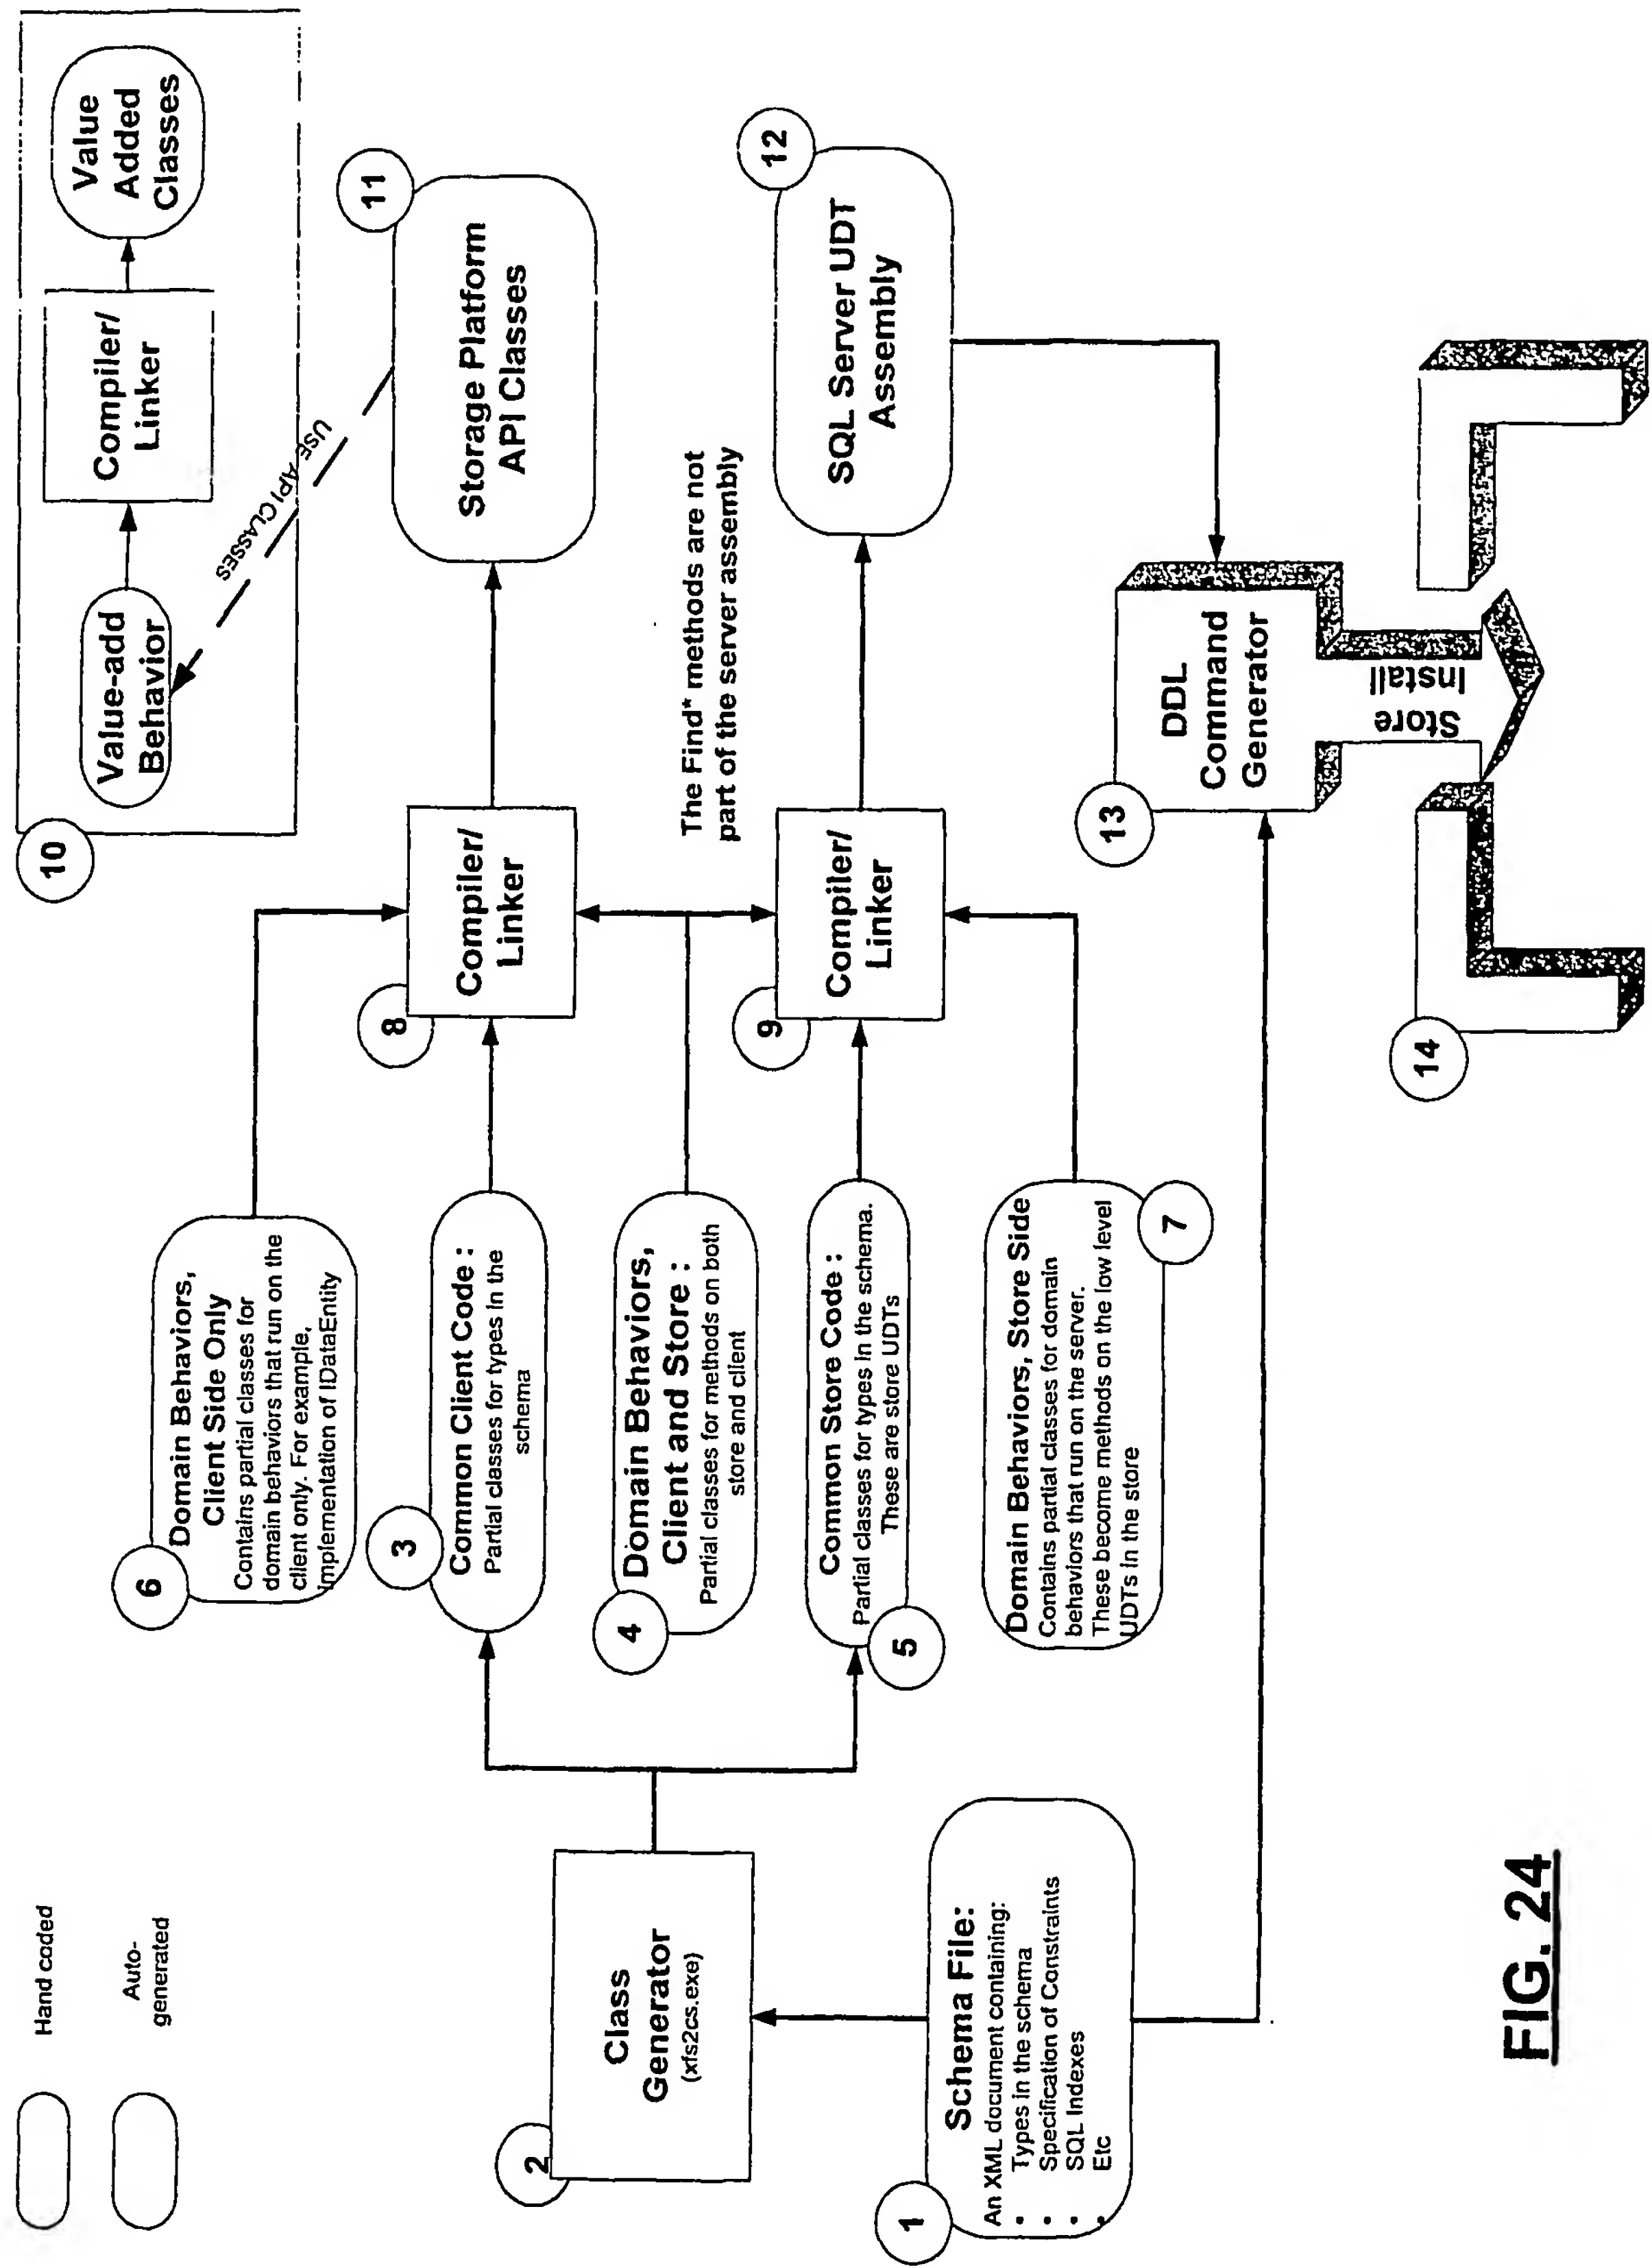 Hand coded
Auto-
generated
10
Value-add
Behavior
Compiler/
Linker
Value
Added
Classes
USE API CLASSES
6
Domain Behaviors,
Client Side Only
Contains partial classes for
domain behaviors that run on the
client only. For example,
Implementation of IDataEntity
3
Common Client Code :
Partial classes for types in the
schema
8
Compiler/
Linker
11
Storage Platform
API Classes
2
Class
Generator
(xfs2cs.exe)
4
Domain Behaviors,
Client and Store :
Partial classes for methods on both
store and client
The Find* methods are not
part of the server assembly
5
Common Store Code :
Partial classes for types in the schema.
These are store UDTs
9
Compiler/
Linker
12
SQL Server UDT
Assembly
1
Schema File:
An XML document containing:
• Types in the schema
• Specification of Constraints
• SQL Indexes
• Etc
7
Domain Behaviors, Store Side
Contains partial classes for domain
behaviors that run on the server.
These become methods on the low level
UDTs in the store
13
DDL
Command
Generator
Store
Install
14
FIG. 24